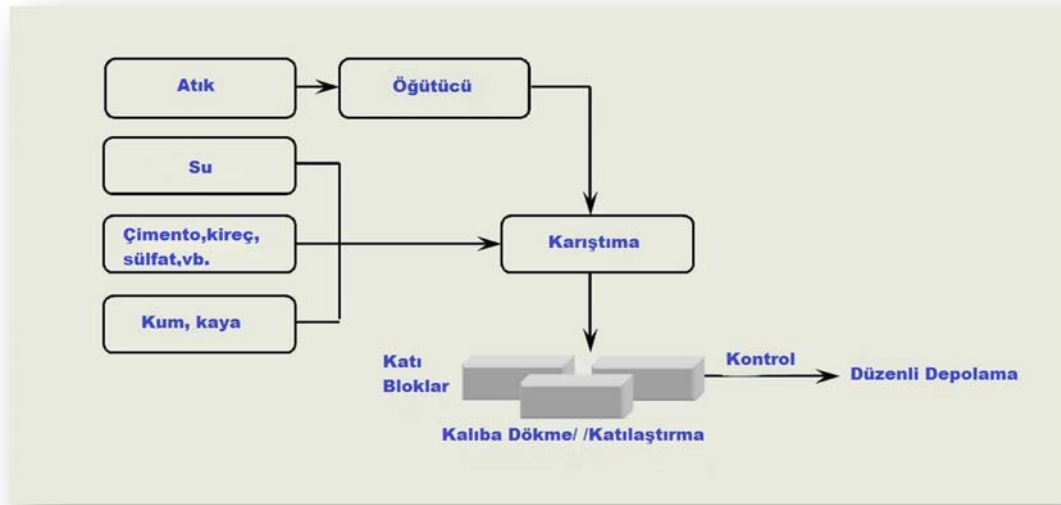 Atık
Öğütücü
Su
Çimento,kireç,
sülfat,vb.
Karıştıma
Kum, kaya
Katı
Bloklar
Kontrol
Düzenli Depolama
Kalıba Dökme/ /Katılaştırma